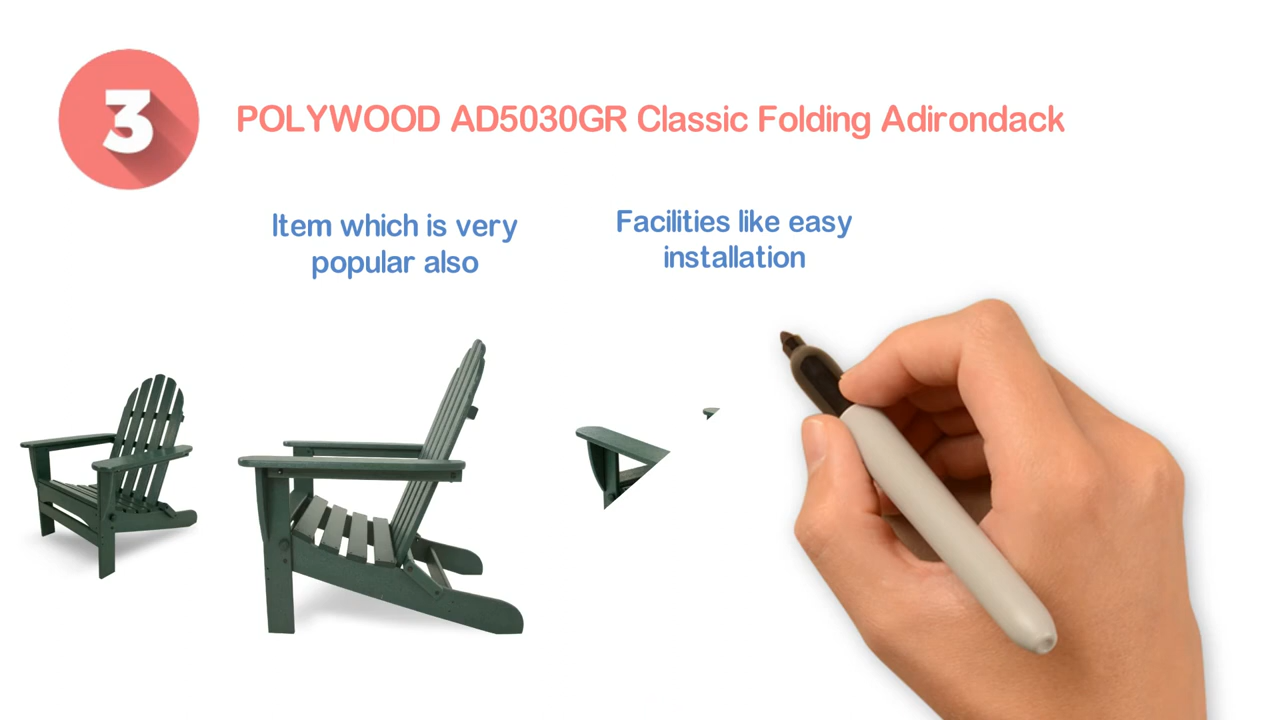 3
POLYWOOD AD5030GR Classic Folding Adirondack
Item which is very
popular also
Facilities like easy
installation